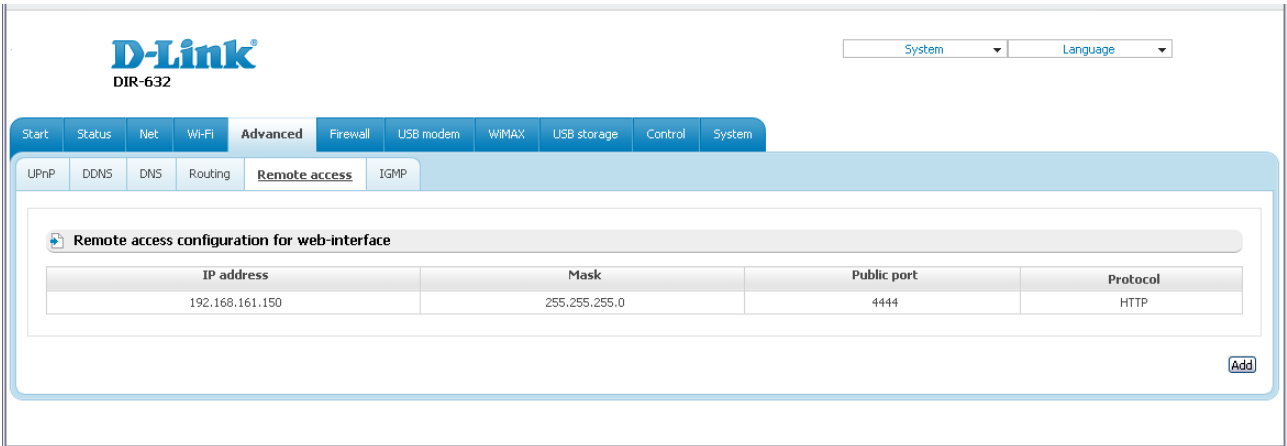 D-Link®
DIR-632
System Language
Start Status Net Wi-Fi Advanced Firewall USB modem WiMAX USB storage Control System
UPnP DDNS DNS Routing Remote access IGMP
Remote access configuration for web-interface
IP address Mask Public port Protocol
192.168.161.150 255.255.255.0 4444 HTTP
Add